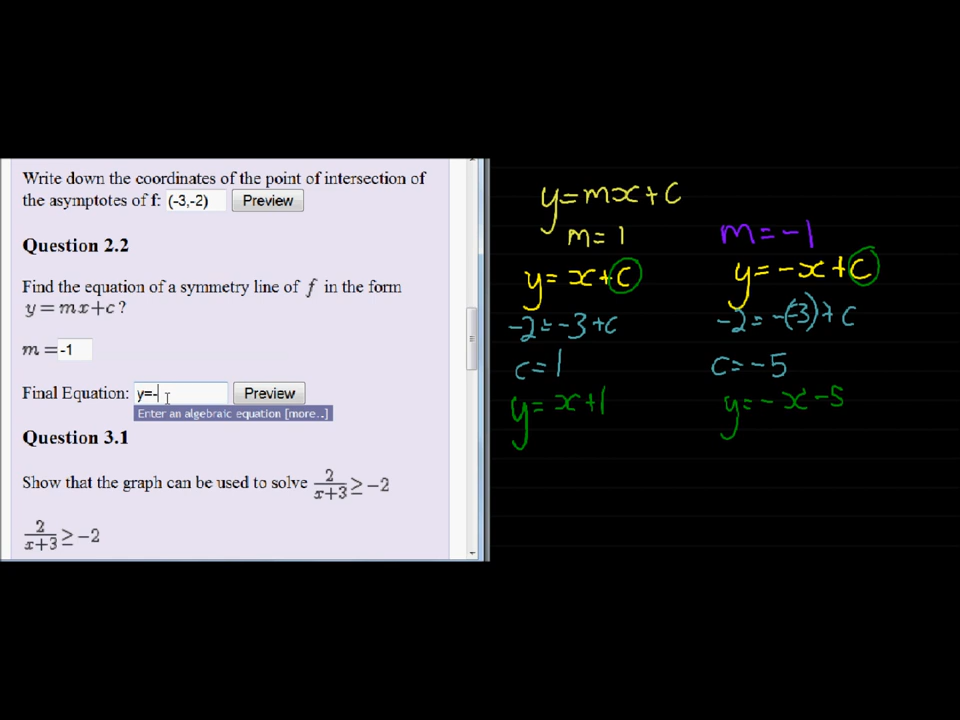 Write down the coordinates of the point of intersection of
the asymptotes of f: (-3,-2) Preview
Question 2.2
Find the equation of a symmetry line of f in the form
y=mx+c?
m=-1
Final Equation: y=- Preview
Enter an algebraic equation [more..]
Question 3.1
Show that the graph can be used to solve 2/x+3 ≥ -2
2/x+3 ≥ -2
y=mx+c
m=1
y=x+c
-2=-3+c
c=1
y=x+1
m=-1
y=-x+c
-2=-(-3)+c
c=-5
y=-x-5